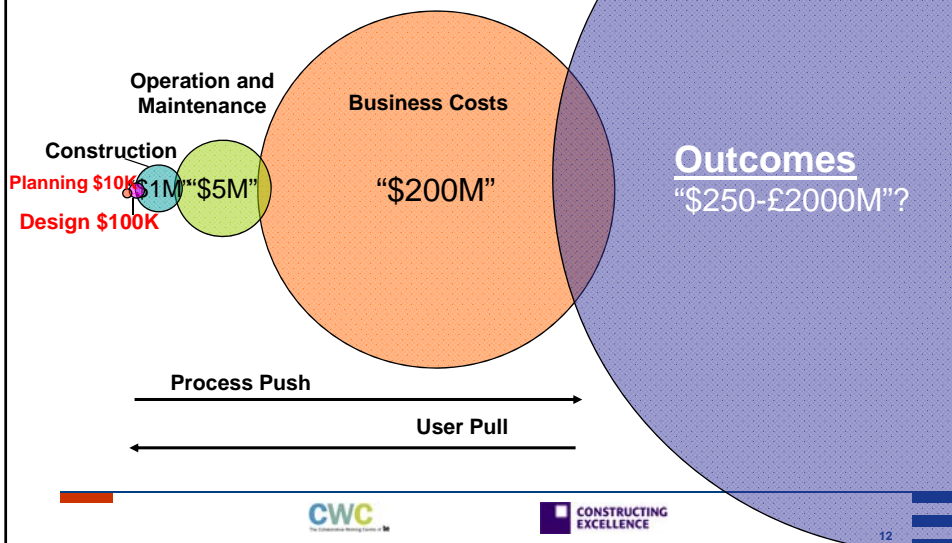 Operation and
Maintenance
Business Costs
Construction
Planning $10K
"$1M"
"$5M"
"$200M"
Design $100K
Outcomes
"$250-£2000M"?
Process Push
User Pull
CWC
CONSTRUCTING
EXCELLENCE
12